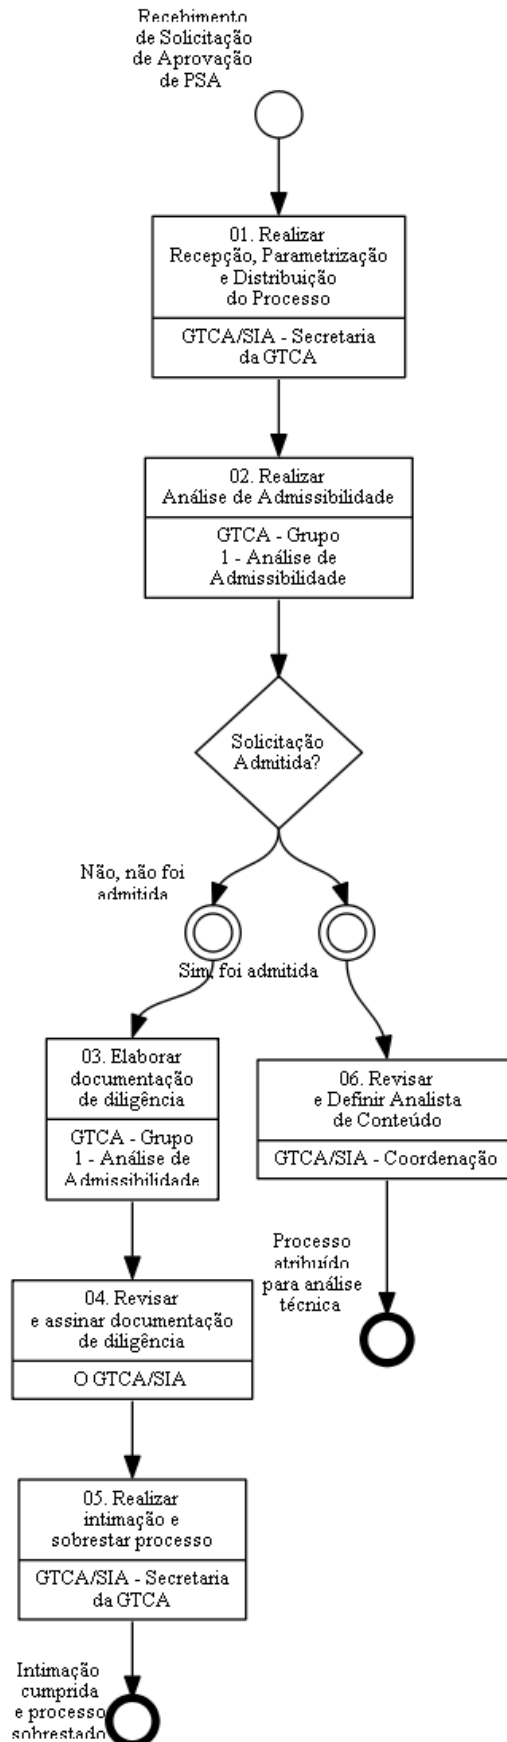 Recebimento
de Solicitação
de Aprovação
de PSA
01. Realizar
Recepção, Parametrização
e Distribuição
do Processo
GTCA/SIA - Secretaria
da GTCA
02. Realizar
Análise de Admissibilidade
GTCA - Grupo
1 - Análise de
Admissibilidade
Solicitação
Admitida?
Não, não foi
admitida
Sim, foi admitida
03. Elaborar
documentação
de diligência
GTCA - Grupo
1 - Análise de
Admissibilidade
06. Revisar
e Definir Analista
de Conteúdo
GTCA/SIA - Coordenação
Processo
atribuído
para análise
técnica
04. Revisar
e assinar documentação
de diligência
O GTCA/SIA
05. Realizar
intimação e
sobrestar processo
GTCA/SIA - Secretaria
da GTCA
Intimação
cumprida
e processo
sobrestado